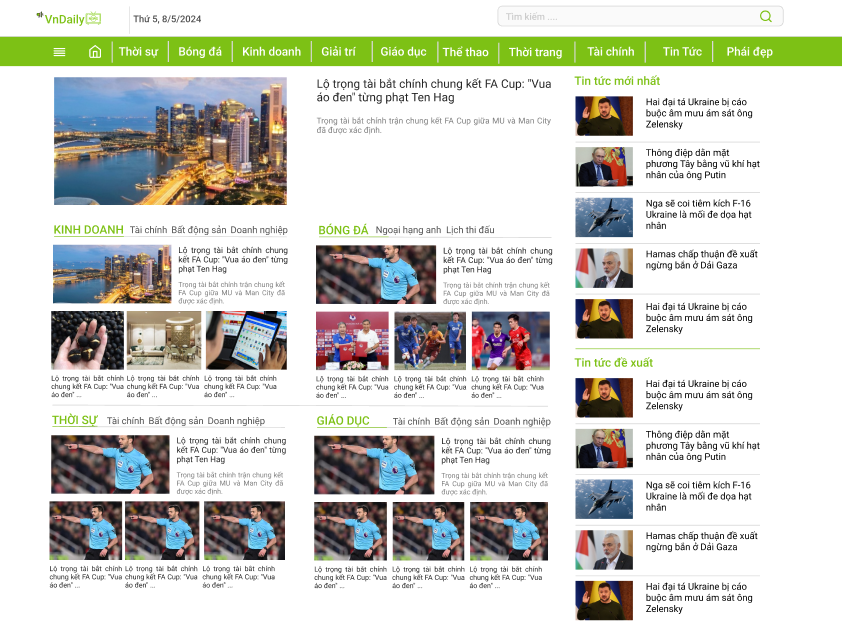 VnDaily
Thứ 5, 8/5/2024
Tìm kiếm ....
Thời sự
Bóng đá
Kinh doanh
Giải trí
Giáo dục
Thể thao
Thời trang
Tài chính
Tin Tức
Phái đẹp
Lộ trọng tài bắt chính chung kết FA Cup: "Vua
áo đen" từng phạt Ten Hag
Trọng tài bắt chính trận chung kết FA Cup giữa MU và Man City
đã được xác định.
KINH DOANH Tài chính Bất động sản Doanh nghiệp
Lộ trọng tài bắt chính chung
kết FA Cup: "Vua áo đen" từng
phạt Ten Hag
Trọng tài bắt chính trận chung kết
FA Cup giữa MU và Man City đã
được xác định.
Lộ trọng tài bắt chính
chung kết FA Cup: "Vua
áo đen" ...
Lộ trọng tài bắt chính
chung kết FA Cup: "Vua
áo đen" ...
Lộ trọng tài bắt chính
chung kết FA Cup: "Vua
áo đen" ...
BÓNG ĐÁ Ngoại hạng anh Lịch thi đấu
Lộ trọng tài bắt chính chung
kết FA Cup: "Vua áo đen" từng
phạt Ten Hag
Trọng tài bắt chính trận chung kết
FA Cup giữa MU và Man City đã
được xác định.
Lộ trọng tài bắt chính
chung kết FA Cup: "Vua
áo đen" ...
Lộ trọng tài bắt chính
chung kết FA Cup: "Vua
áo đen" ...
Lộ trọng tài bắt chính
chung kết FA Cup: "Vua
áo đen" ...
THỜI SỰ Tài chính Bất động sản Doanh nghiệp
Lộ trọng tài bắt chính chung
kết FA Cup: "Vua áo đen" từng
phạt Ten Hag
Trọng tài bắt chính trận chung kết
FA Cup giữa MU và Man City đã
được xác định.
Lộ trọng tài bắt chính
chung kết FA Cup: "Vua
áo đen" ...
Lộ trọng tài bắt chính
chung kết FA Cup: "Vua
áo đen" ...
Lộ trọng tài bắt chính
chung kết FA Cup: "Vua
áo đen" ...
GIÁO DỤC Tài chính Bất động sản Doanh nghiệp
Lộ trọng tài bắt chính chung
kết FA Cup: "Vua áo đen" từng
phạt Ten Hag
Trọng tài bắt chính trận chung kết
FA Cup giữa MU và Man City đã
được xác định.
Lộ trọng tài bắt chính
chung kết FA Cup: "Vua
áo đen" ...
Lộ trọng tài bắt chính
chung kết FA Cup: "Vua
áo đen" ...
Lộ trọng tài bắt chính
chung kết FA Cup: "Vua
áo đen" ...
Tin tức mới nhất
Hai đại tá Ukraine bị cáo
buộc âm mưu ám sát ông
Zelensky
Thông điệp dằn mặt
phương Tây bằng vũ khí hạt
nhân của ông Putin
Nga sẽ coi tiêm kích F-16
Ukraine là mối đe dọa hạt
nhân
Hamas chấp thuận đề xuất
ngừng bắn ở Dải Gaza
Hai đại tá Ukraine bị cáo
buộc âm mưu ám sát ông
Zelensky
Tin tức đề xuất
Hai đại tá Ukraine bị cáo
buộc âm mưu ám sát ông
Zelensky
Thông điệp dằn mặt
phương Tây bằng vũ khí hạt
nhân của ông Putin
Nga sẽ coi tiêm kích F-16
Ukraine là mối đe dọa hạt
nhân
Hamas chấp thuận đề xuất
ngừng bắn ở Dải Gaza
Hai đại tá Ukraine bị cáo
buộc âm mưu ám sát ông
Zelensky